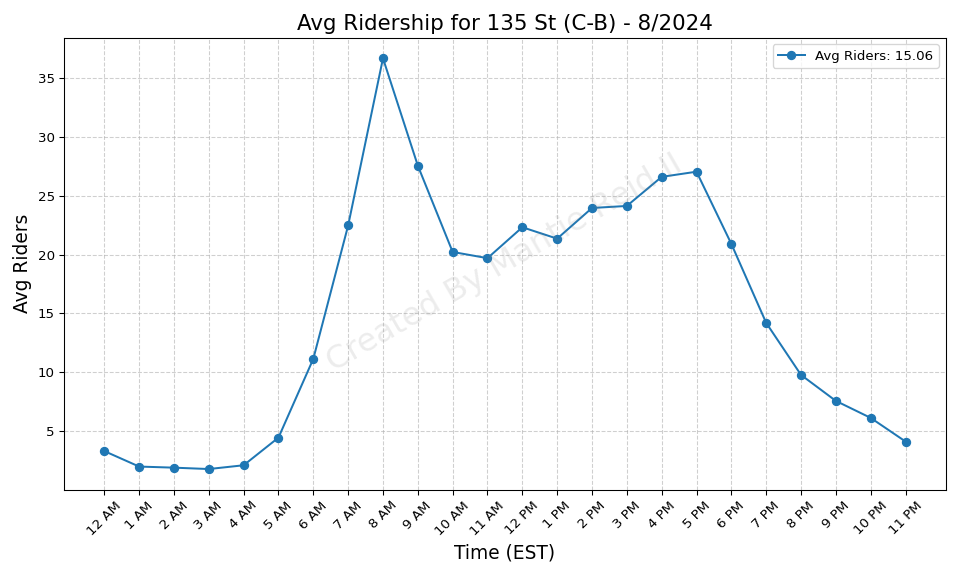 Avg Ridership for 135 St (C-B) - 8/2024
Avg Riders: 15.06
Avg Riders
35
30
25
20
15
10
5
Created By Mantic Reid II
12 AM
1 AM
2 AM
3 AM
4 AM
5 AM
6 AM
7 AM
8 AM
9 AM
10 AM
11 AM
12 PM
1 PM
2 PM
3 PM
4 PM
5 PM
6 PM
7 PM
8 PM
9 PM
10 PM
11 PM
Time (EST)